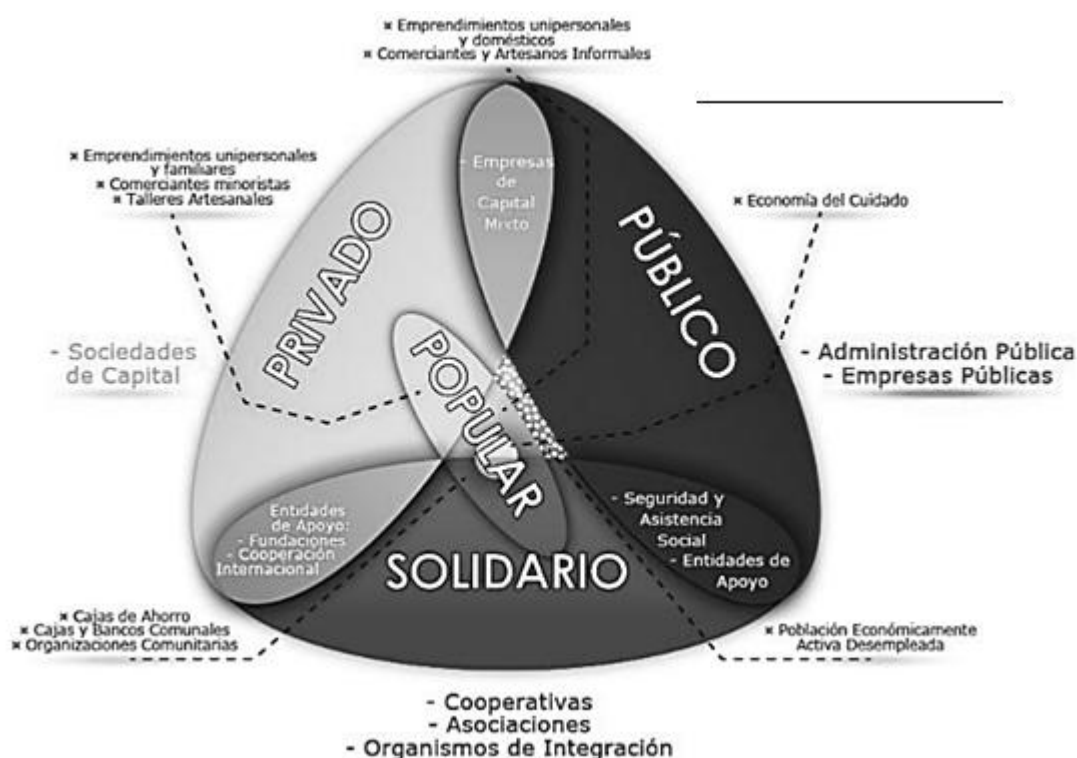 × Emprendimientos unipersonales
y domésticos
× Comerciantes y Artesanos Informales
× Emprendimientos unipersonales
y familiares
× Comerciantes minoristas
× Talleres Artesanales
- Empresas
de
Capital
Mixto
× Economía del Cuidado
PRIVADO
PÚBLICO
- Sociedades
de Capital
POPULAR
- Administración Pública
- Empresas Públicas
Entidades
de Apoyo:
- Fundaciones
- Cooperación
Internacional
- Seguridad y
Asistencia
Social
- Entidades de
Apoyo
SOLIDARIO
× Cajas de Ahorro
× Cajas y Bancos Comunales
× Organizaciones Comunitarias
× Población Económicamente
Activa Desempleada
- Cooperativas
- Asociaciones
- Organismos de Integración